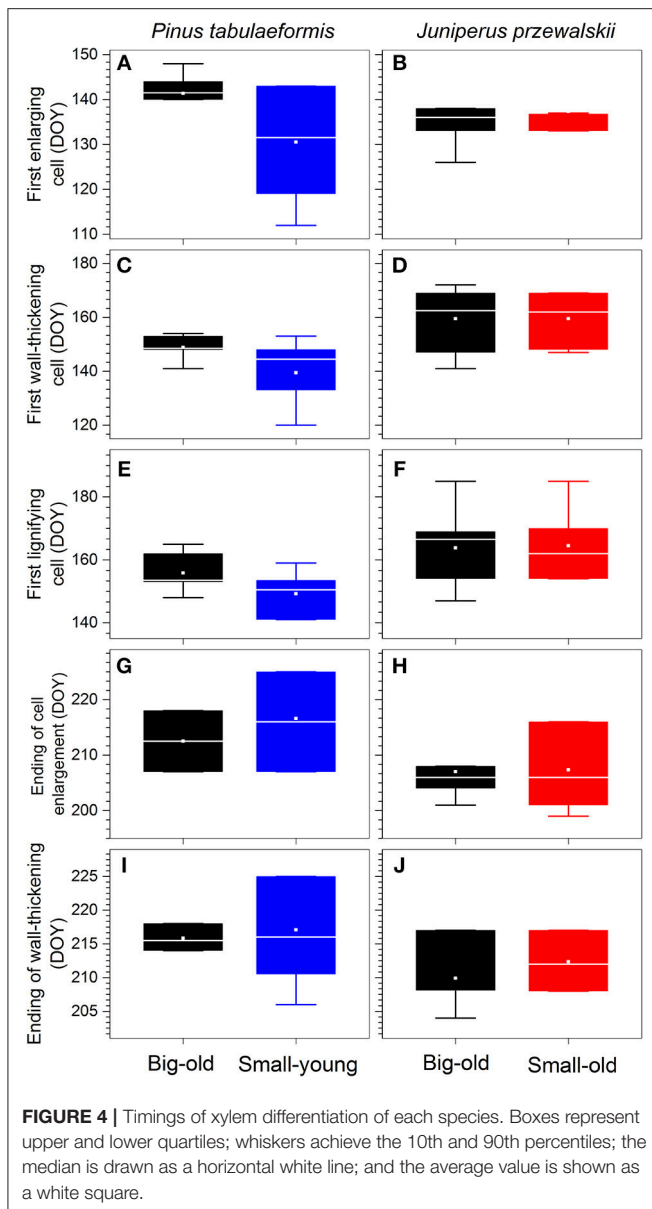 Pinus tabulaeformis
Juniperus przewalskii
A
B
First enlarging
cell (DOY)
150
140
130
120
110
C
D
First wall-thickening
cell (DOY)
180
160
140
120
E
F
First lignifying
cell (DOY)
180
160
140
G
H
Ending of cell
enlargement (DOY)
220
210
200
I
J
Ending of wall-thickening
(DOY)
225
220
215
210
205
Big-old
Small-young
Big-old
Small-old
FIGURE 4 | Timings of xylem differentiation of each species. Boxes represent
upper and lower quartiles; whiskers achieve the 10th and 90th percentiles; the
median is drawn as a horizontal white line; and the average value is shown as
a white square.